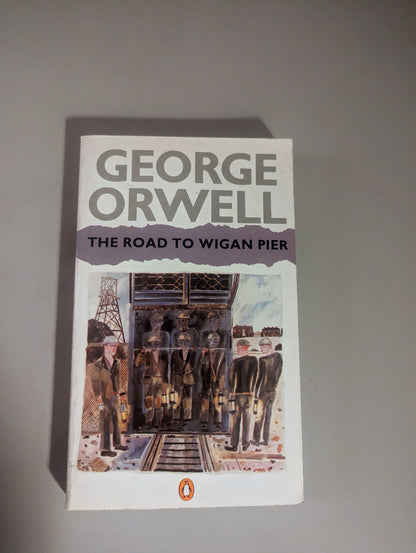 GEORGE
ORWELL
THE ROAD TO WIGAN PIER